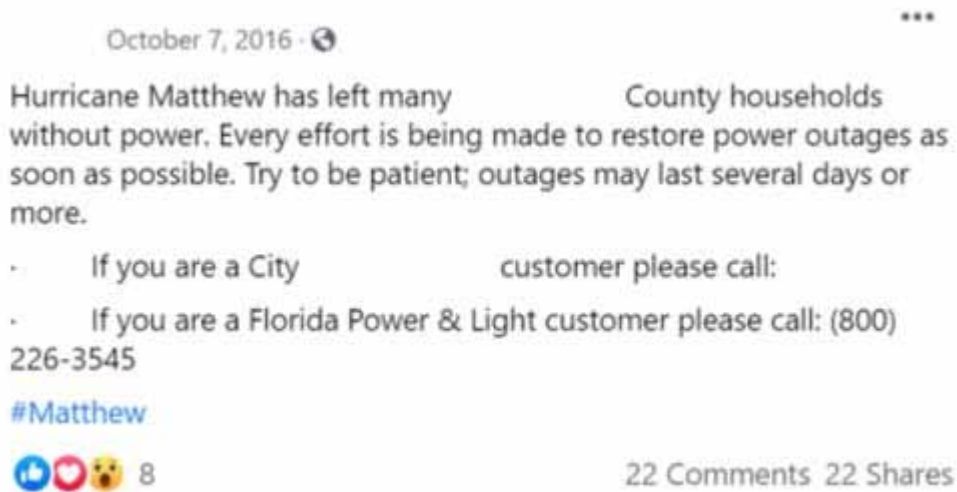 October 7, 2016 ·
Hurricane Matthew has left many County households
without power. Every effort is being made to restore power outages as
soon as possible. Try to be patient; outages may last several days or
more.
· If you are a City customer please call:
· If you are a Florida Power & Light customer please call: (800)
226-3545
#Matthew
8 22 Comments 22 Shares